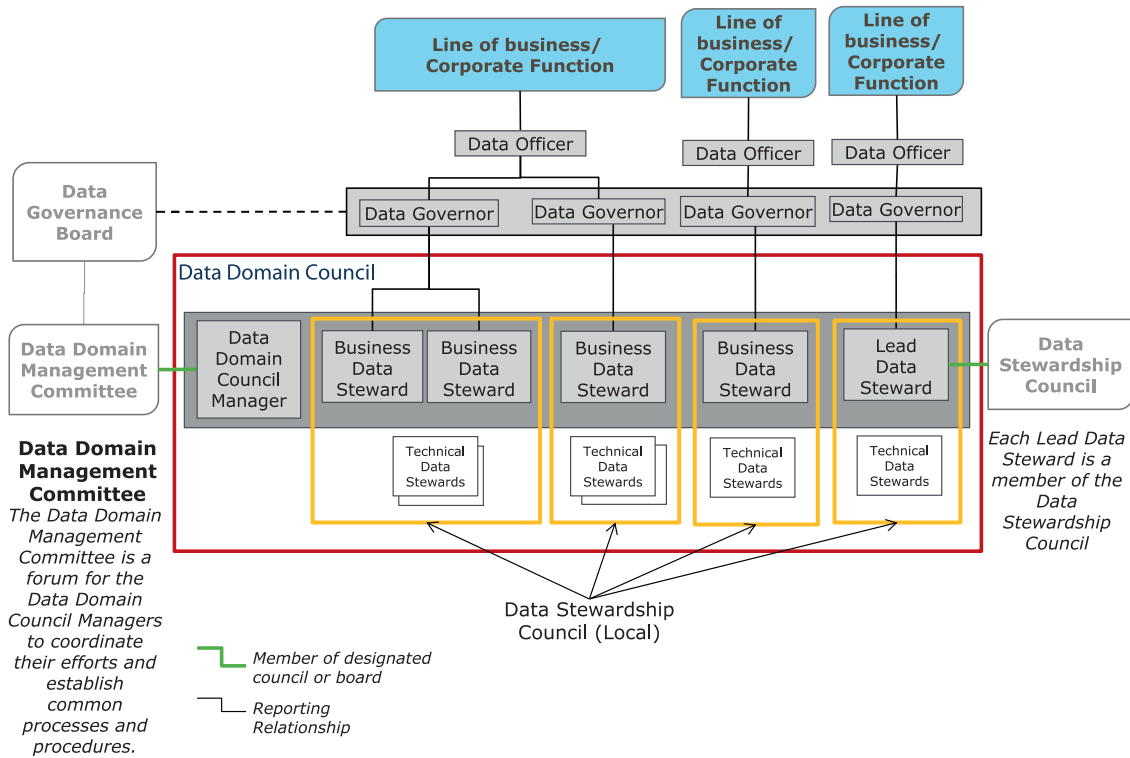 Line of business/
Corporate Function
Line of
business/
Corporate
Function
Line of
business/
Corporate
Function
Data Officer
Data Officer
Data Officer
Data
Governance
Board
Data Governor
Data Governor
Data Governor
Data Governor
Data Domain Council
Data Domain
Management
Committee
Data
Domain
Council
Manager
Business
Data
Steward
Business
Data
Steward
Business
Data
Steward
Business
Data
Steward
Lead
Data
Steward
Data
Stewardship
Council
Technical
Data
Stewards
Technical
Data
Stewards
Technical
Data
Stewards
Technical
Data
Stewards
Data Domain
Management
Committee
The Data Domain
Management
Committee is a
forum for the
Data Domain
Council Managers
to coordinate
their efforts and
establish
common
processes and
procedures.
Each Lead Data
Steward is a
member of the
Data
Stewardship
Council
Data Stewardship
Council (Local)
Member of designated
council or board
Reporting
Relationship